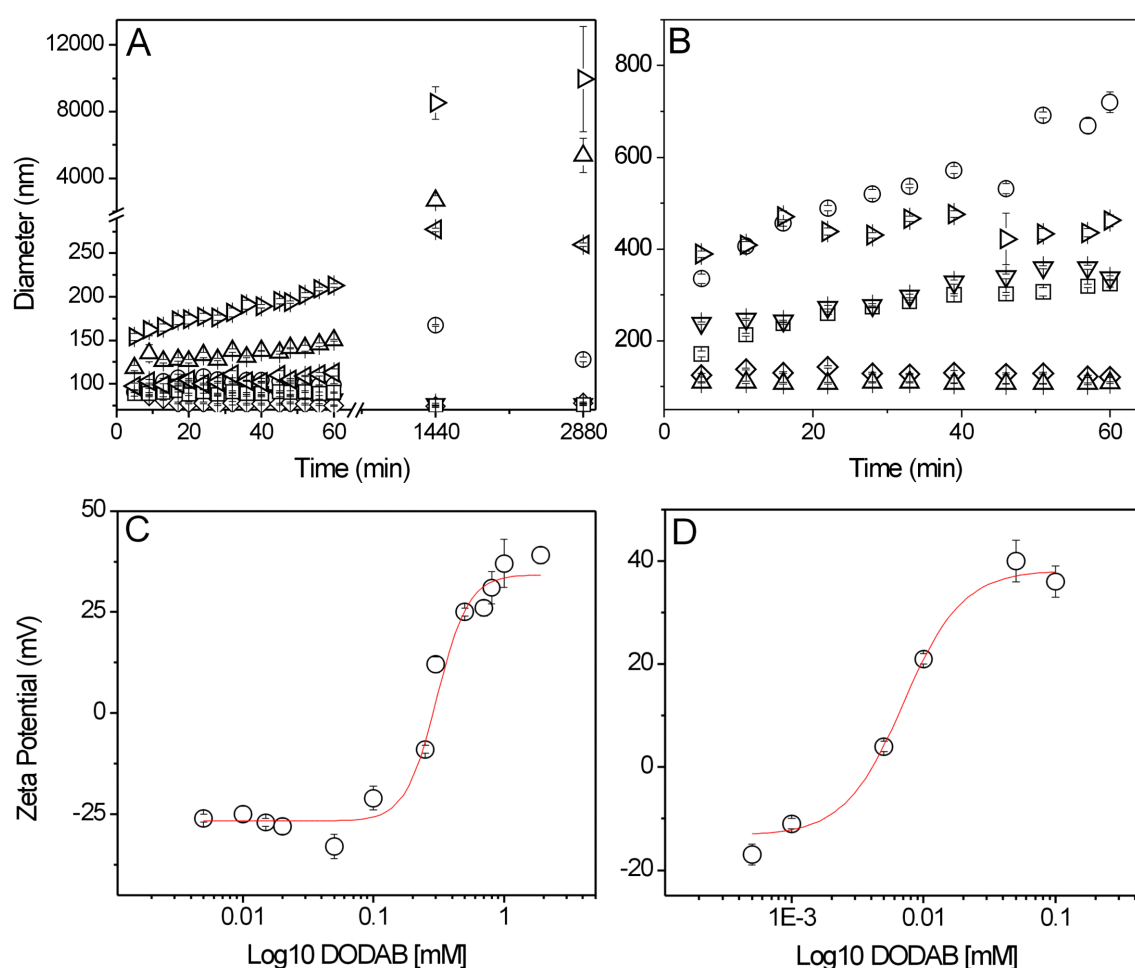 A
B
12000
8000
4000
250
200
150
100
Diameter (nm)
0 20 40 60 1440 2880
Time (min)
800
600
400
200
0 20 40 60
Time (min)
C
D
50
25
0
-25
Zeta Potential (mV)
0.01 0.1 1
Log10 DODAB [mM]
40
20
0
-20
1E-3 0.01 0.1
Log10 DODAB [mM]